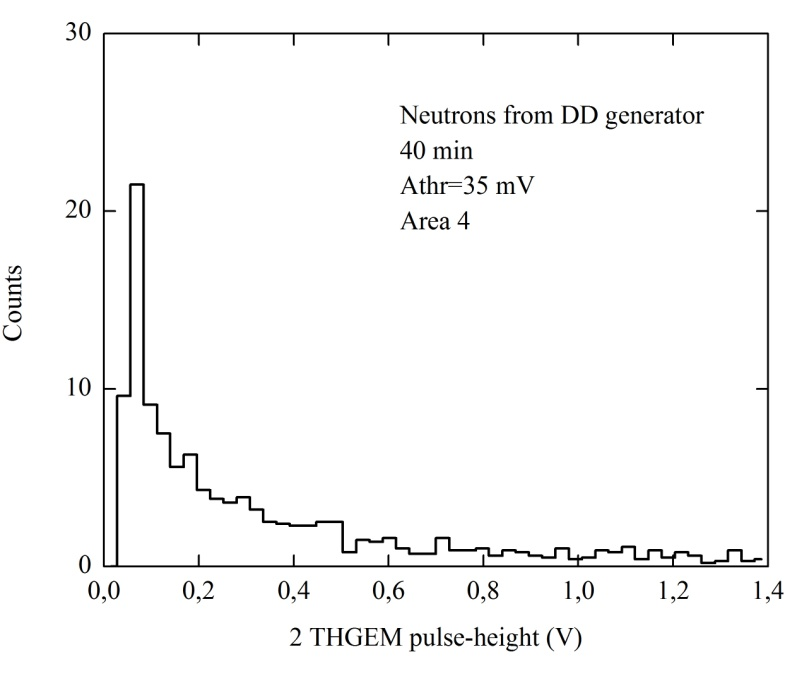 30
Neutrons from DD generator
40 min
Athr=35 mV
Area 4
20
Counts
10
0
0,0 0,2 0,4 0,6 0,8 1,0 1,2 1,4
2 THGEM pulse-height (V)